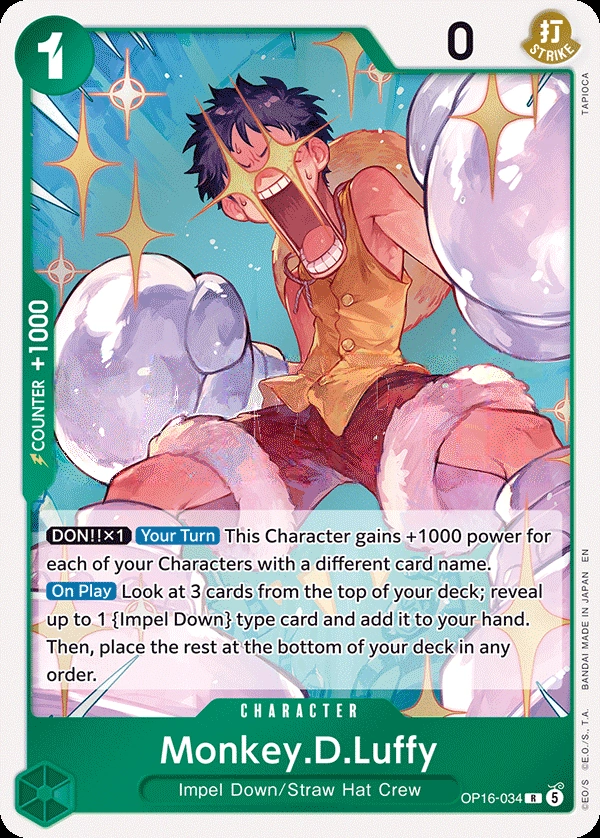 1
0
打
STRIKE
TAPIOCA
COUNTER +1000
DON!!×1 Your Turn This Character gains +1000 power for
each of your Characters with a different card name.
On Play Look at 3 cards from the top of your deck; reveal
up to 1 {Impel Down} type card and add it to your hand.
Then, place the rest at the bottom of your deck in any
order.
CHARACTER
Monkey.D.Luffy
Impel Down/Straw Hat Crew
OP16-034 R 5
©E.O/S ©E.O./S., T.A. BANDAI MADE IN JAPAN EN